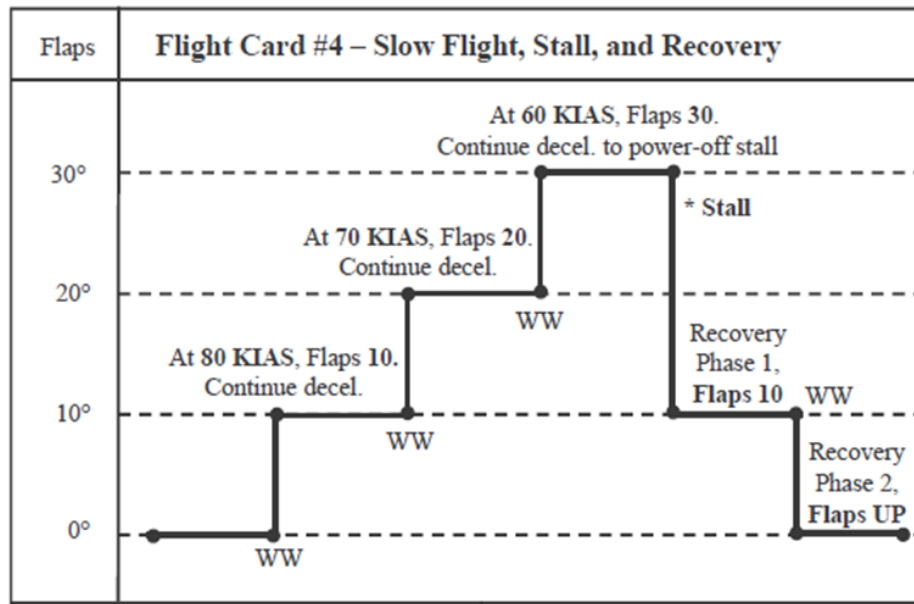 Flaps
Flight Card #4 – Slow Flight, Stall, and Recovery
At 60 KIAS, Flaps 30.
Continue decel. to power-off stall
30°
* Stall
At 70 KIAS, Flaps 20.
Continue decel.
20°
WW
Recovery
Phase 1,
Flaps 10
At 80 KIAS, Flaps 10.
Continue decel.
10°
WW
WW
Recovery
Phase 2,
Flaps UP
0°
WW